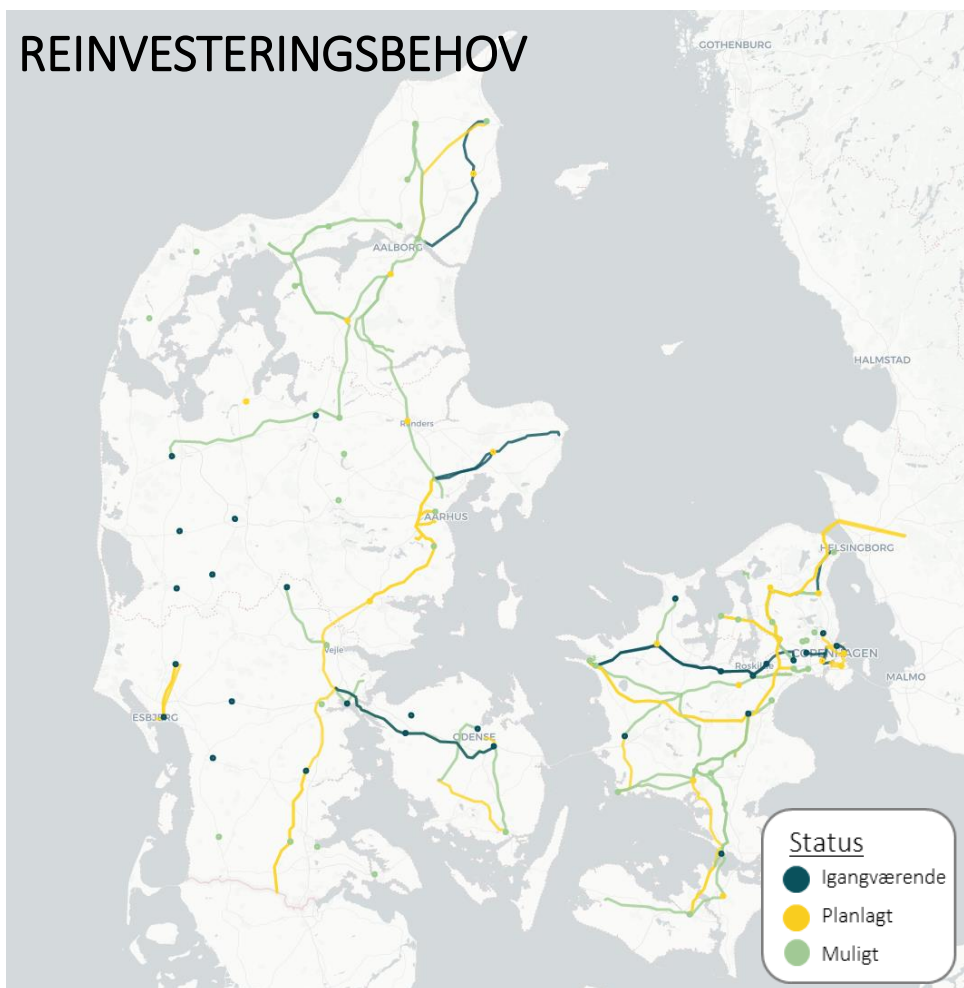 REINVESTERINGSBEHOV
GOTHENBURG
AALBORG
HALMSTAD
Randers
AARHUS
HELSINGBORG
Vejle
Roskilde
COPENHAGEN
MALMO
ESBJERG
ODENSE
Status
Igangværende
Planlagt
Muligt